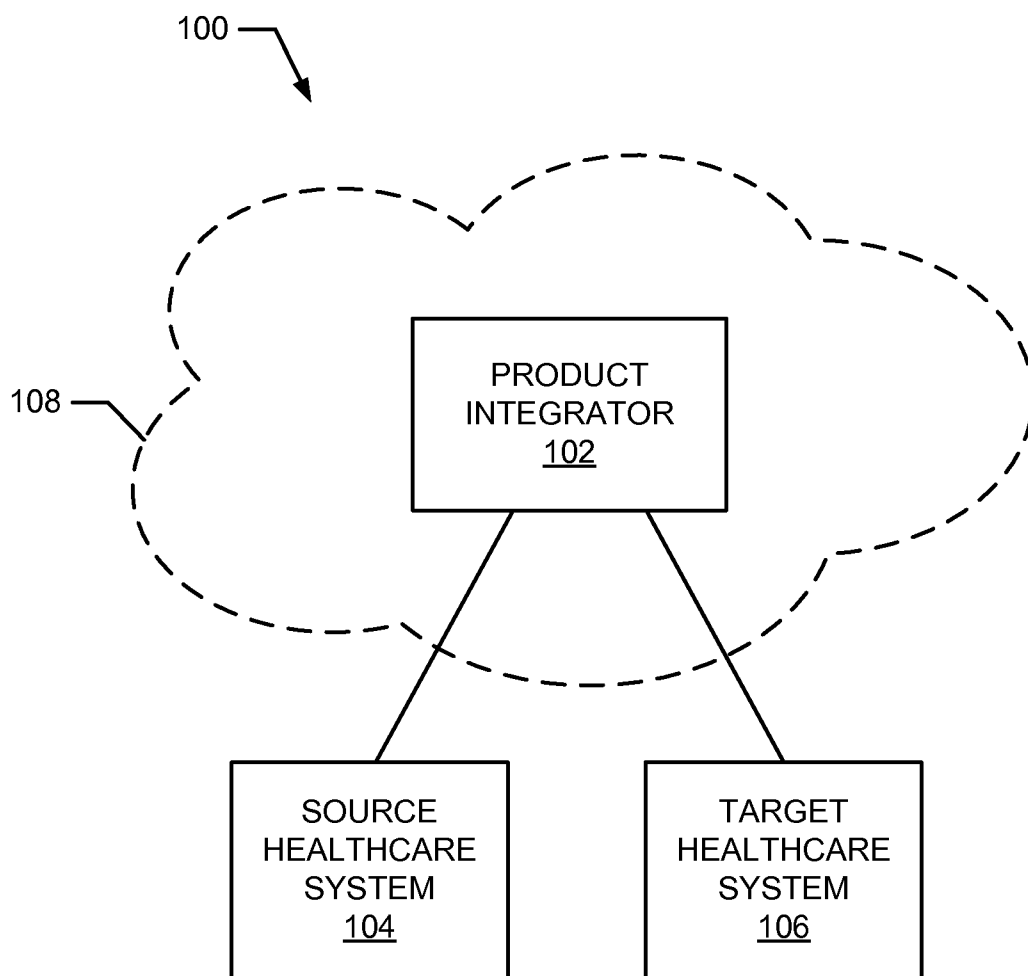 100
PRODUCT
INTEGRATOR
102
108
SOURCE
HEALTHCARE
SYSTEM
104
TARGET
HEALTHCARE
SYSTEM
106